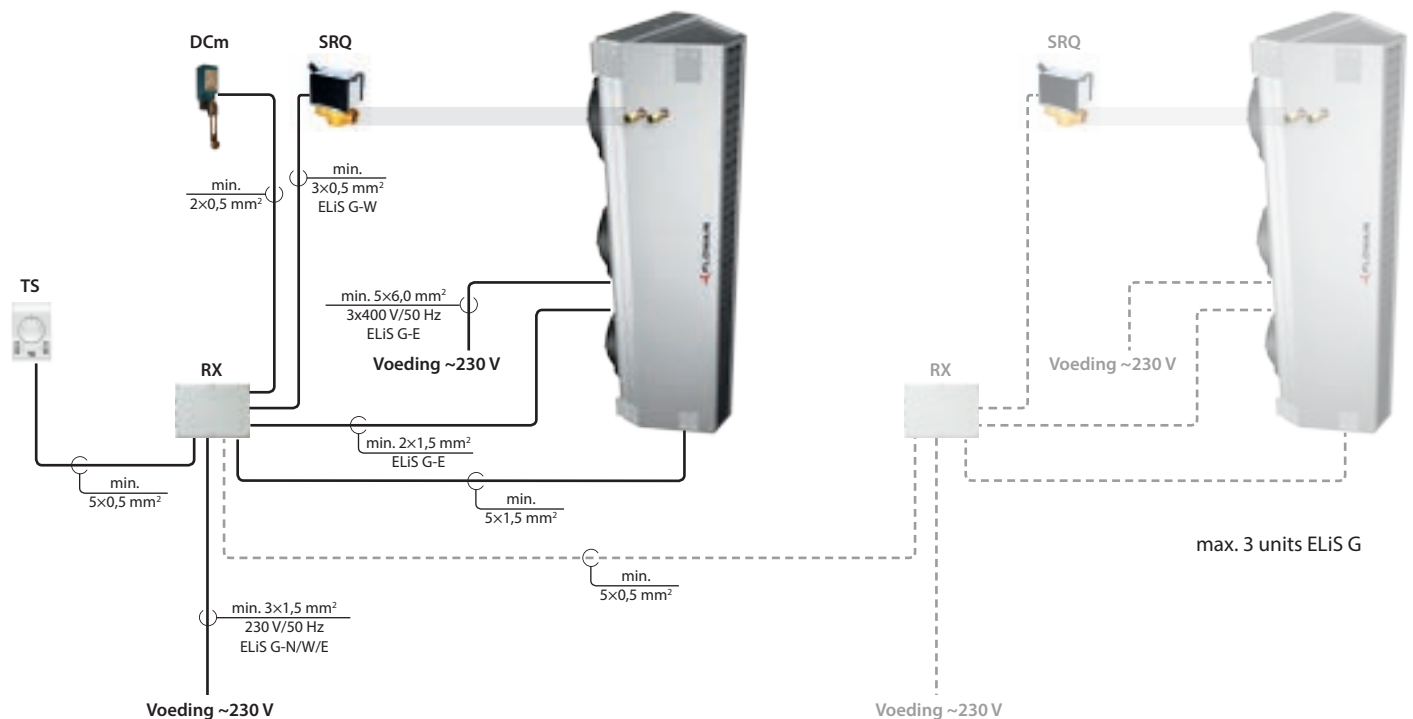 DCm
SRQ
SRQ
min.
2×0,5 mm²
min.
3×0,5 mm²
ELiS G-W
FLOWAIR
FLOWAIR
TS
min. 5×6,0 mm²
3x400 V/50 Hz
ELiS G-E
Voeding ~230 V
Voeding ~230 V
RX
RX
min. 2×1,5 mm²
ELiS G-E
min.
5×0,5 mm²
min.
5×1,5 mm²
max. 3 units ELiS G
min.
5×0,5 mm²
min. 3×1,5 mm²
230 V/50 Hz
ELiS G-N/W/E
Voeding ~230 V
Voeding ~230 V